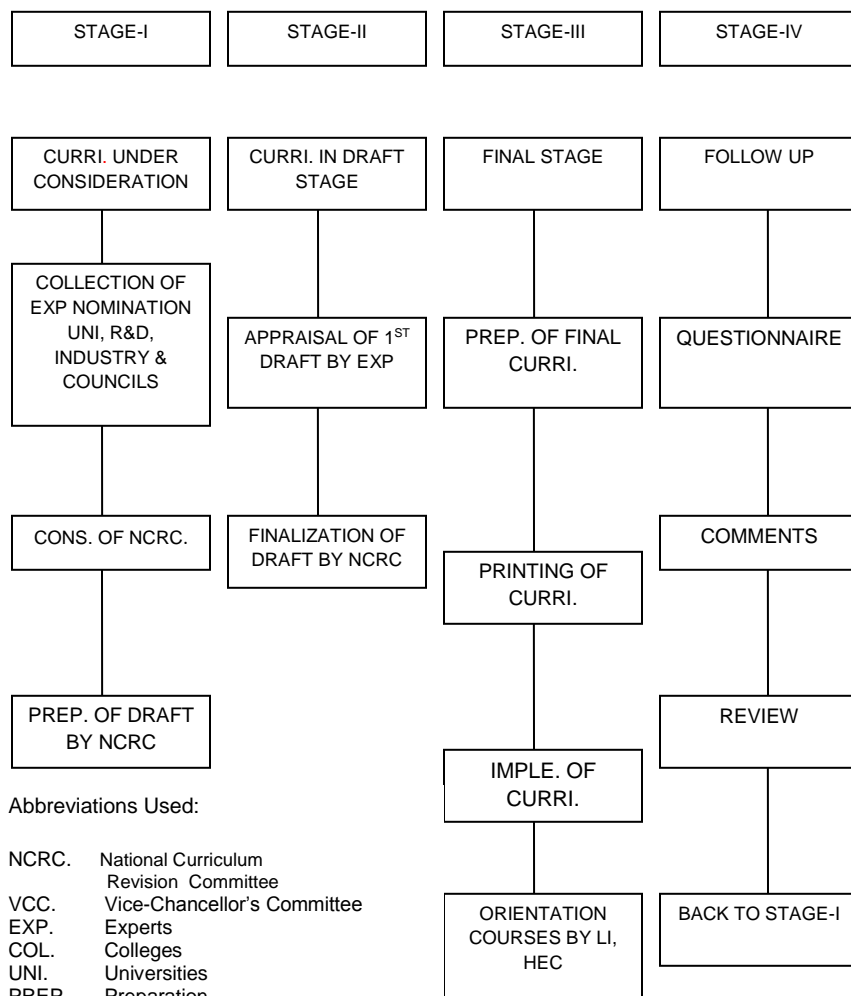 STAGE-I
STAGE-II
STAGE-III
STAGE-IV
CURRI. UNDER
CONSIDERATION
CURRI. IN DRAFT
STAGE
FINAL STAGE
FOLLOW UP
COLLECTION OF
EXP NOMINATION
UNI, R&D,
INDUSTRY &
COUNCILS
APPRAISAL OF 1ST
DRAFT BY EXP
PREP. OF FINAL
CURRI.
QUESTIONNAIRE
CONS. OF NCRC.
FINALIZATION OF
DRAFT BY NCRC
PRINTING OF
CURRI.
COMMENTS
PREP. OF DRAFT
BY NCRC
IMPLE. OF
CURRI.
REVIEW
ORIENTATION
COURSES BY LI,
HEC
BACK TO STAGE-I
Abbreviations Used:
NCRC. National Curriculum
Revision Committee
VCC. Vice-Chancellor's Committee
EXP. Experts
COL. Colleges
UNI. Universities
PREP. Preparation